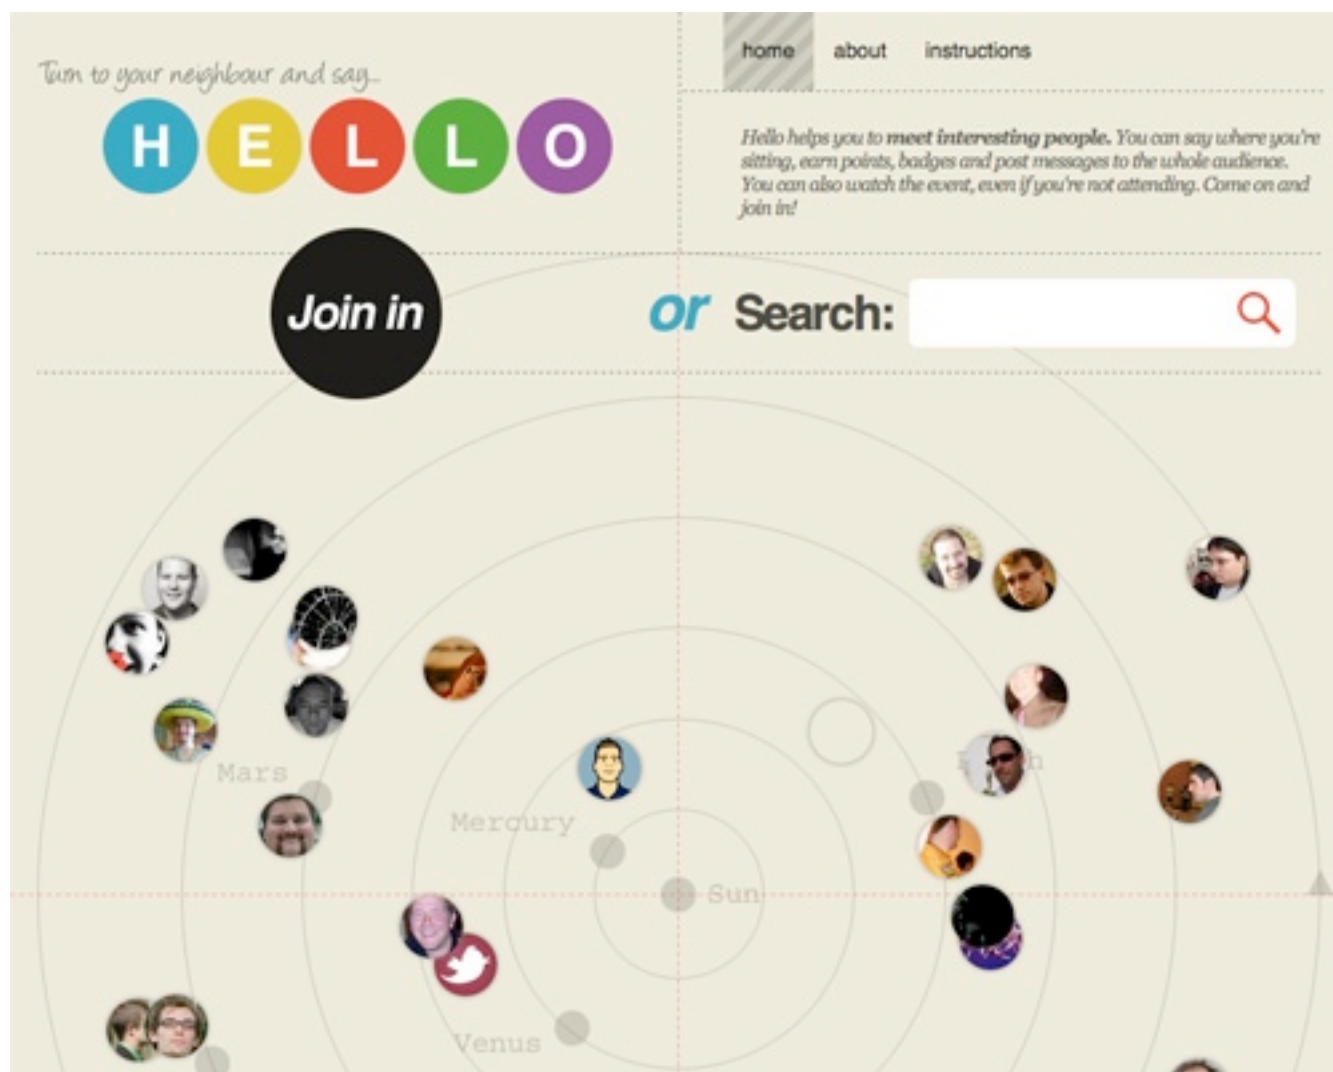 Turn to your neighbour and say...
HELLO
home about instructions
Hello helps you to meet interesting people. You can say where you're
sitting, earn points, badges and post messages to the whole audience.
You can also watch the event, even if you're not attending. Come on and
join in!
Join in
or Search:
Mars
Mercury
Sun
Venus